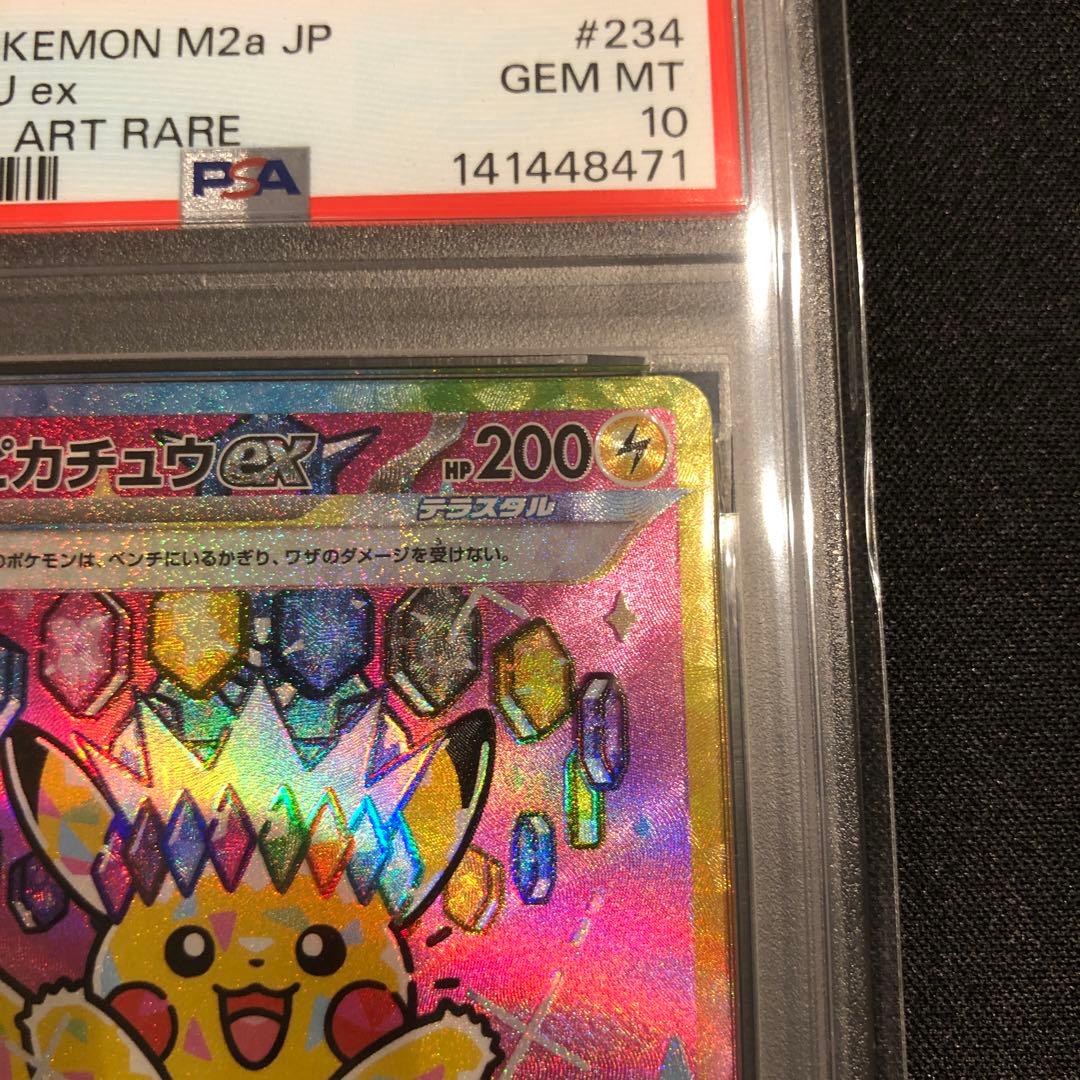 KEMON M2a JP #234
U ex GEM MT
ART RARE 10
PSA 141448471
ピカチュウex HP 200
テラスタル
のポケモンは、ベンチにいるかぎり、ワザのダメージを受けない。